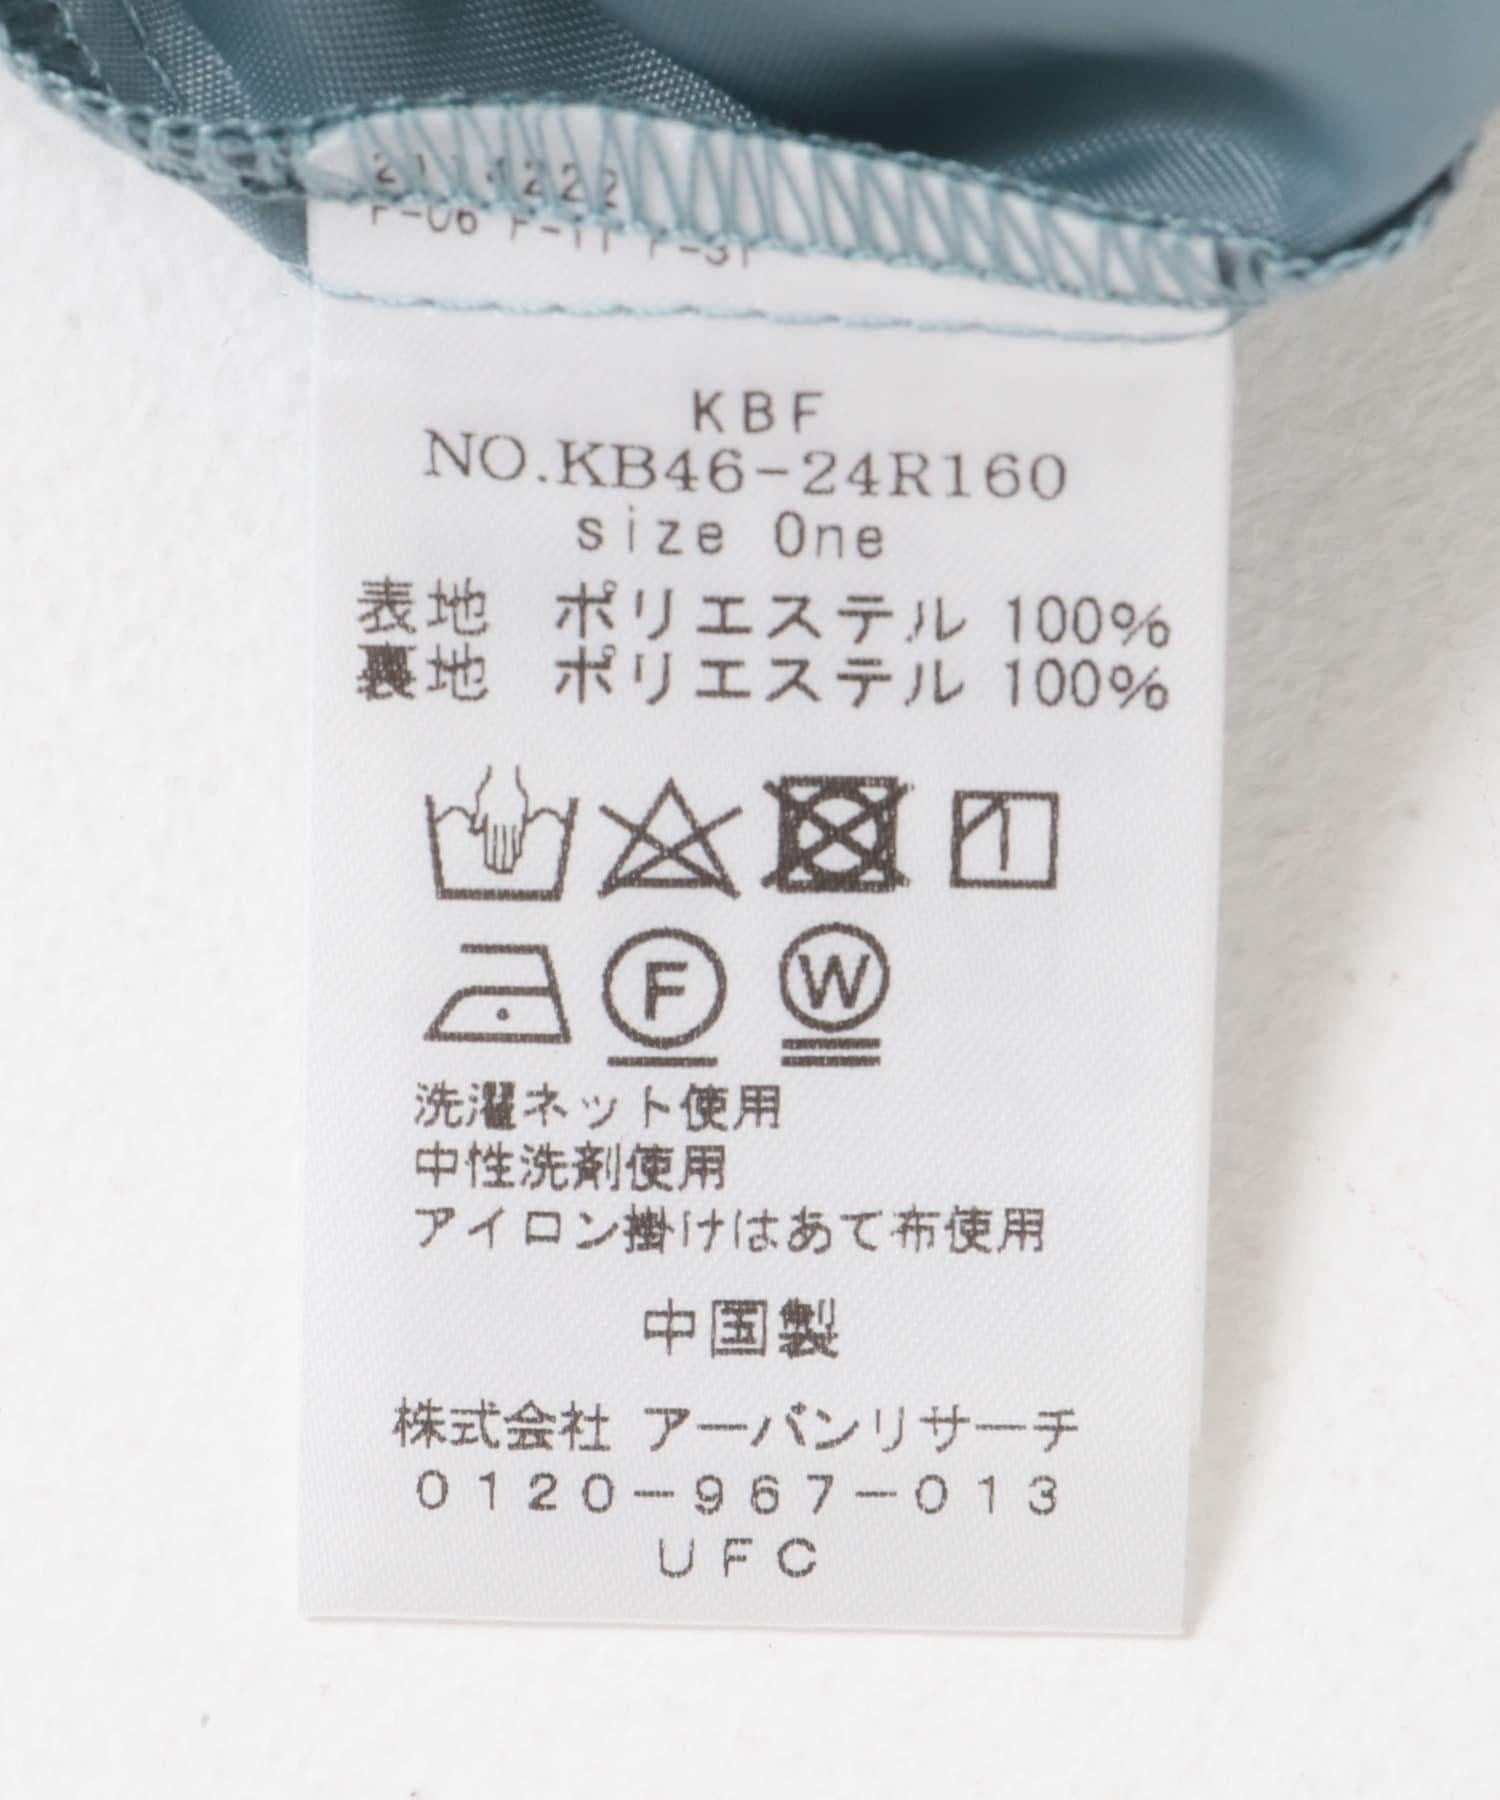 KBF
NO.KB46-24R160
size One
表地 ポリエステル 100%
裏地 ポリエステル 100%
F
W
洗濯ネット使用
中性洗剤使用
アイロン掛けはあて布使用
中国製
株式会社 アーバンリサーチ
0120-967-013
UFC